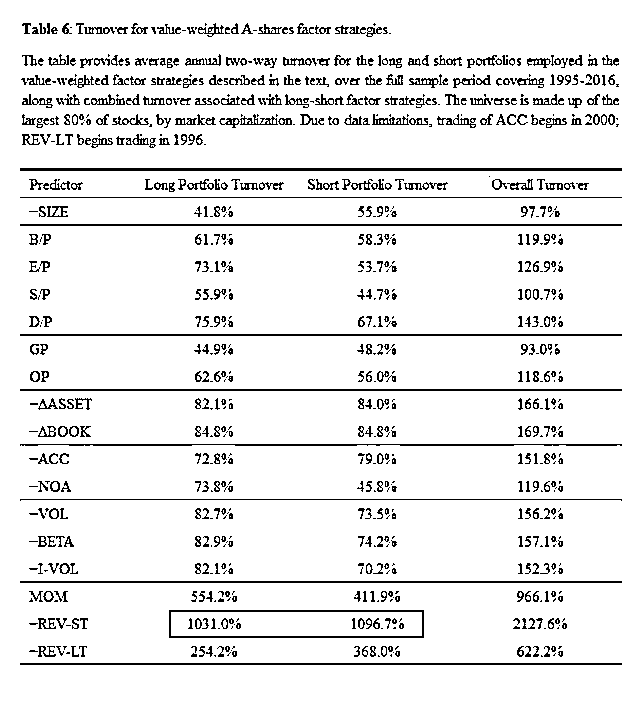 Table 6: Turnover for value-weighted A-shares factor strategies.
The table provides average annual two-way turnover for the long and short portfolios employed in the
value-weighted factor strategies described in the text, over the full sample period covering 1995-2016,
along with combined turnover associated with long-short factor strategies. The universe is made up of the
largest 80% of stocks, by market capitalization. Due to data limitations, trading of ACC begins in 2000;
REV-LT begins trading in 1996.
Predictor Long Portfolio Turnover Short Portfolio Turnover Overall Turnover
−SIZE 41.8% 55.9% 97.7%
B/P 61.7% 58.3% 119.9%
E/P 73.1% 53.7% 126.9%
S/P 55.9% 44.7% 100.7%
D/P 75.9% 67.1% 143.0%
GP 44.9% 48.2% 93.0%
OP 62.6% 56.0% 118.6%
−ΔASSET 82.1% 84.0% 166.1%
−ΔBOOK 84.8% 84.8% 169.7%
−ACC 72.8% 79.0% 151.8%
−NOA 73.8% 45.8% 119.6%
−VOL 82.7% 73.5% 156.2%
−BETA 82.9% 74.2% 157.1%
−I-VOL 82.1% 70.2% 152.3%
MOM 554.2% 411.9% 966.1%
−REV-ST 1031.0% 1096.7% 2127.6%
−REV-LT 254.2% 368.0% 622.2%